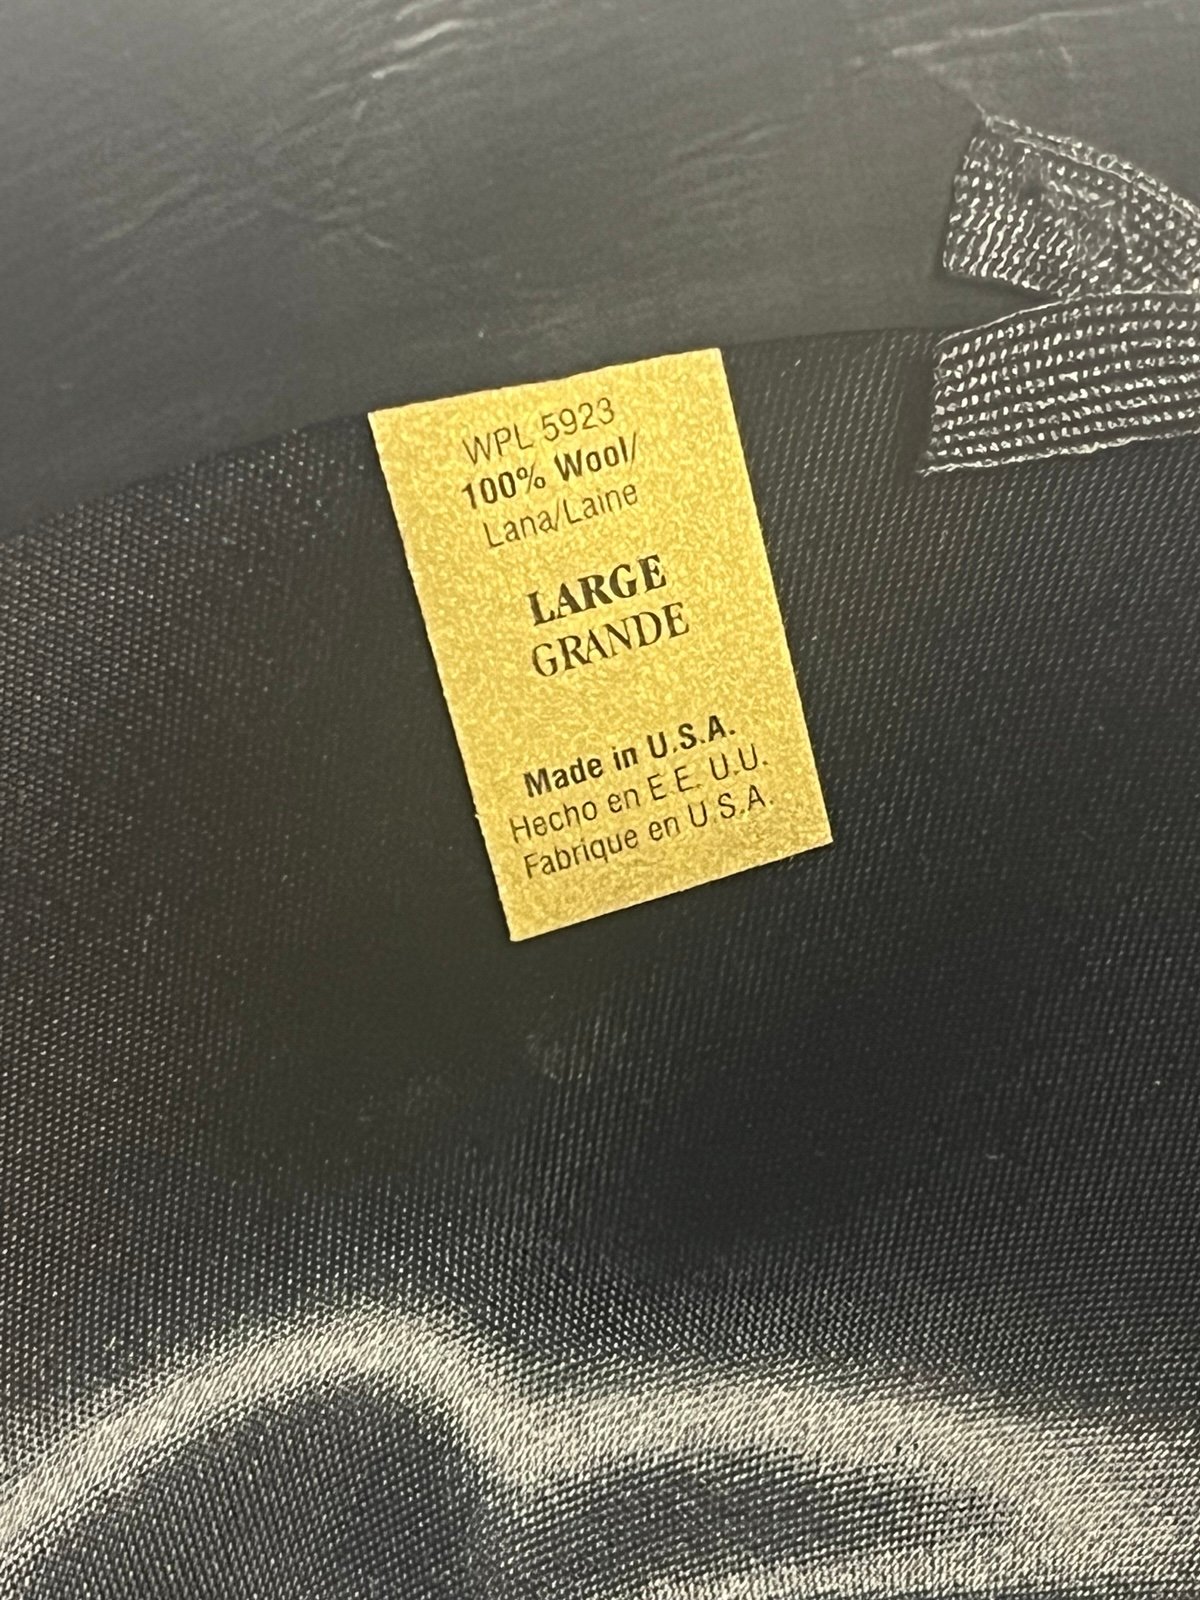 WPL 5923
100% Wool/
Lana/Laine
LARGE
GRANDE
Made in U.S.A.
Hecho en E.E. U.U.
Fabrique en U.S.A.